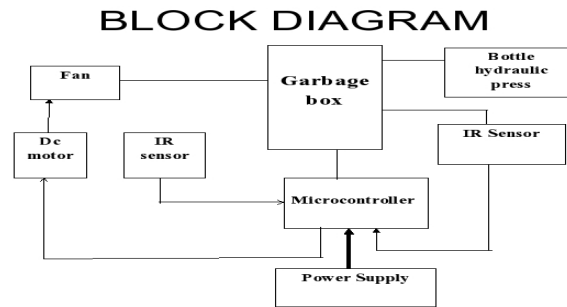 BLOCK DIAGRAM
Fan
Garbage
box
Bottle
hydraulic
press
Dc
motor
IR
sensor
IR Sensor
Microcontroller
Power Supply